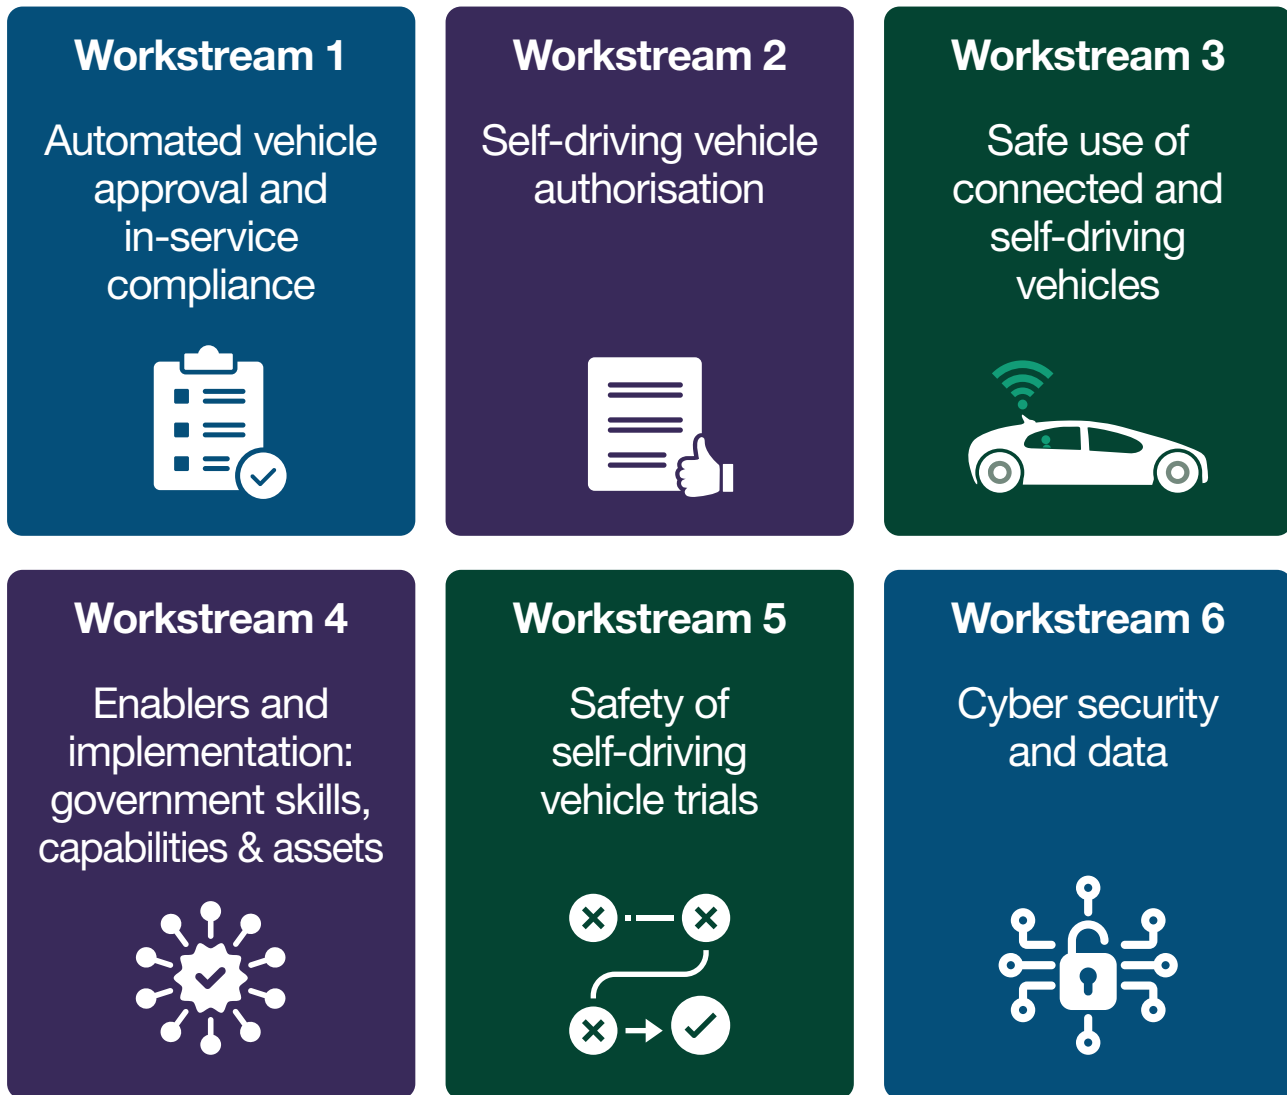 Workstream 1
Automated vehicle
approval and
in-service
compliance
Workstream 2
Self-driving vehicle
authorisation
Workstream 3
Safe use of
connected and
self-driving
vehicles
Workstream 4
Enablers and
implementation:
government skills,
capabilities & assets
Workstream 5
Safety of
self-driving
vehicle trials
Workstream 6
Cyber security
and data